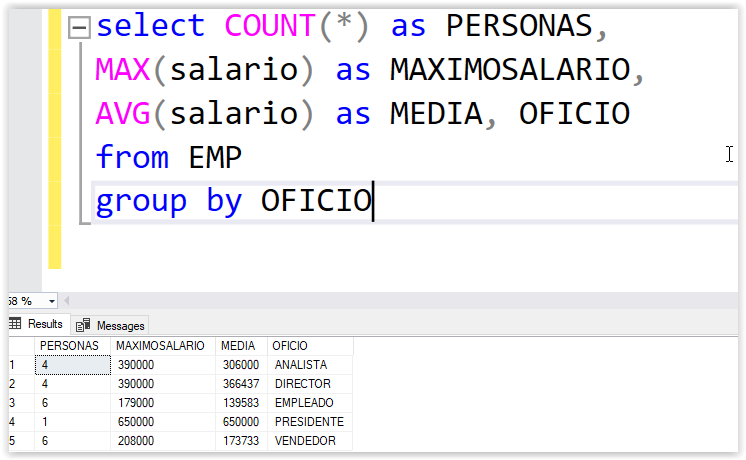 select COUNT(*) as PERSONAS,
MAX(salario) as MAXIMOSALARIO,
AVG(salario) as MEDIA, OFICIO
from EMP
group by OFICIO
58 %
Results Messages
PERSONAS MAXIMOSALARIO MEDIA OFICIO
1 4 390000 306000 ANALISTA
2 4 390000 366437 DIRECTOR
3 6 179000 139583 EMPLEADO
4 1 650000 650000 PRESIDENTE
5 6 208000 173733 VENDEDOR